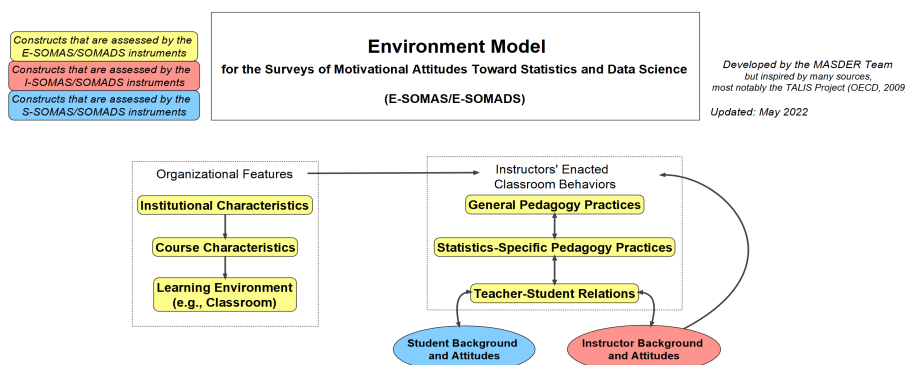 Constructs that are assessed by the
E-SOMAS/SOMADS instruments
Constructs that are assessed by the
I-SOMAS/SOMADS instruments
Constructs that are assessed by the
S-SOMAS/SOMADS instruments
Environment Model
for the Surveys of Motivational Attitudes Toward Statistics and Data Science
(E-SOMAS/E-SOMADS)
Developed by the MASDER Team
but inspired by many sources,
most notably the TALIS Project (OECD, 2009
Updated: May 2022
Organizational Features
Institutional Characteristics
Course Characteristics
Learning Environment
(e.g., Classroom)
Instructors' Enacted
Classroom Behaviors
General Pedagogy Practices
Statistics-Specific Pedagogy Practices
Teacher-Student Relations
Student Background
and Attitudes
Instructor Background
and Attitudes